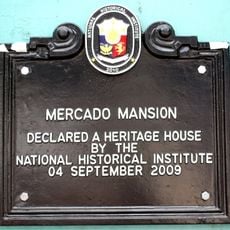 MERCADO MANSION
DECLARED A HERITAGE HOUSE
BY THE
NATIONAL HISTORICAL INSTITUTE
04 SEPTEMBER 2009